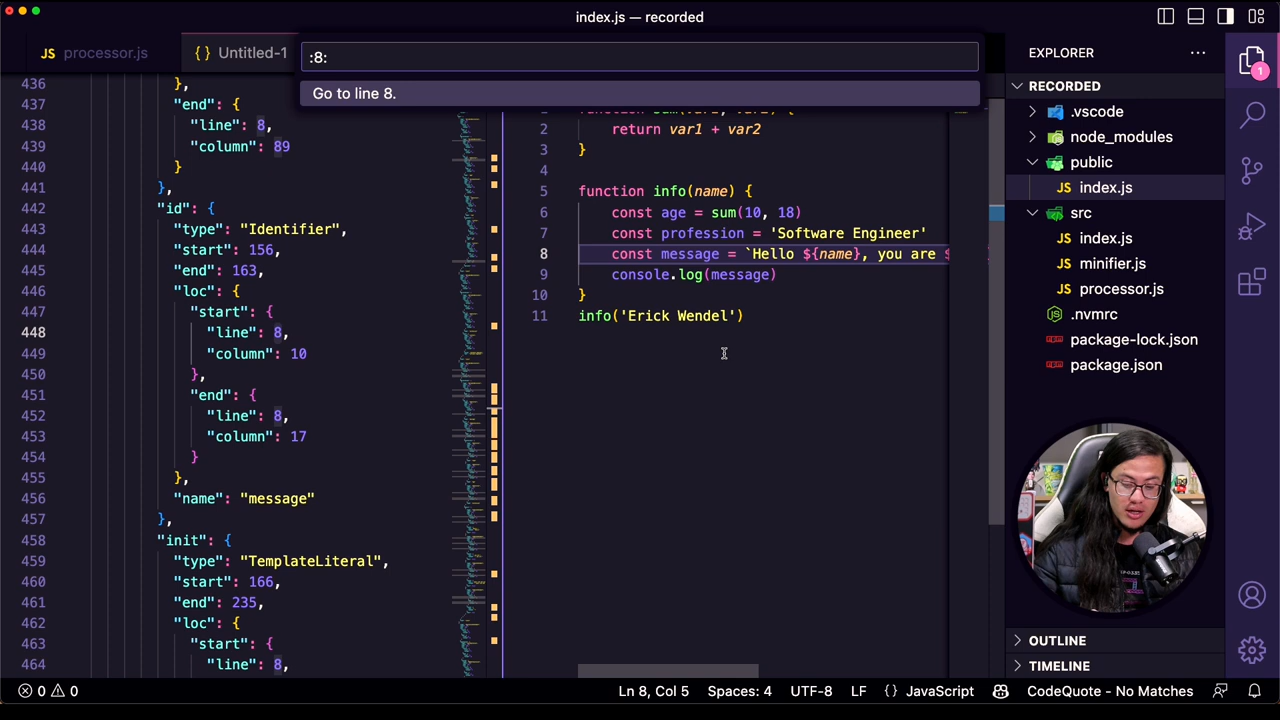 index.js — recorded
JS processor.js
{ } Untitled-1
:8:
Go to line 8.
436 },
437 "end": {
438 "line": 8,
439 "column": 89
440 }
441 },
442 "id": {
443 "type": "Identifier",
444 "start": 156,
445 "end": 163,
446 "loc": {
447 "start": {
448 "line": 8,
449 "column": 10
450 },
451 "end": {
452 "line": 8,
453 "column": 17
454 }
455 },
456 "name": "message"
457 },
458 "init": {
459 "type": "TemplateLiteral",
460 "start": 166,
461 "end": 235,
462 "loc": {
463 "start": {
464 "line": 8,
2 return var1 + var2
3 }
4
5 function info(name) {
6 const age = sum(10, 18)
7 const profession = 'Software Engineer'
8 const message = `Hello ${name}, you are $
9 console.log(message)
10 }
11 info('Erick Wendel')
EXPLORER
RECORDED
.vscode
node_modules
public
JS index.js
src
JS index.js
JS minifier.js
JS processor.js
.nvmrc
package-lock.json
package.json
OUTLINE
TIMELINE
1
0 0
Ln 8, Col 5
Spaces: 4
UTF-8
LF
{ } JavaScript
CodeQuote - No Matches